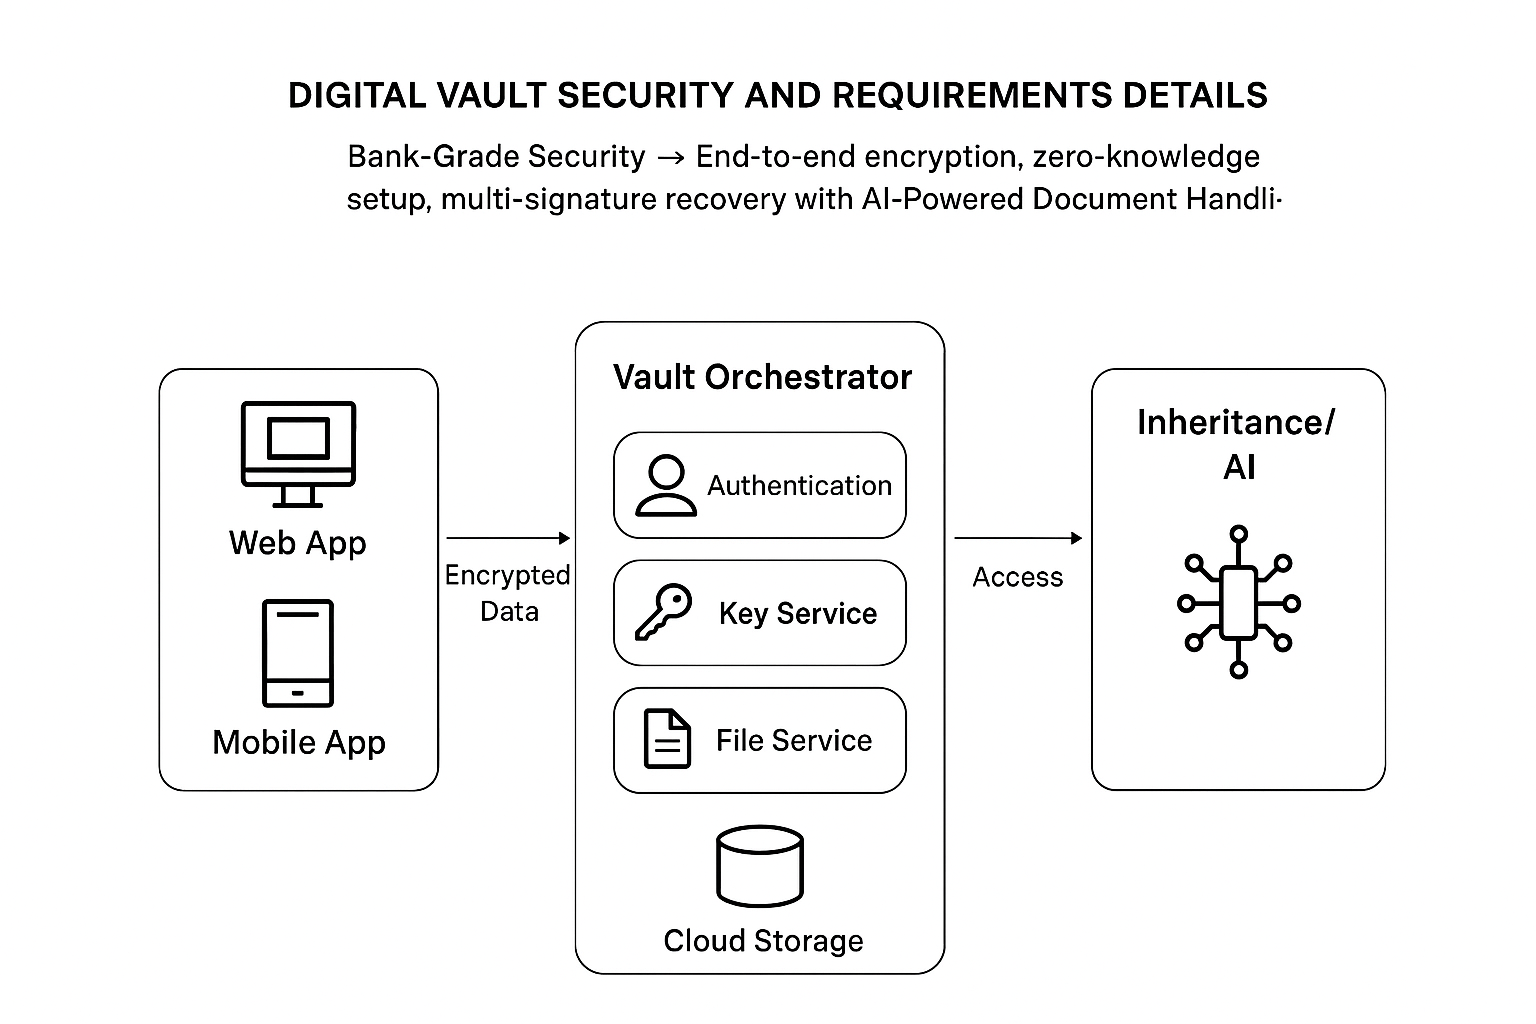 DIGITAL VAULT SECURITY AND REQUIREMENTS DETAILS
Bank-Grade Security → End-to-end encryption, zero-knowledge
setup, multi-signature recovery with AI-Powered Document Handli-
Web App
Mobile App
Encrypted
Data
Vault Orchestrator
Authentication
Key Service
File Service
Cloud Storage
Access
Inheritance/
AI